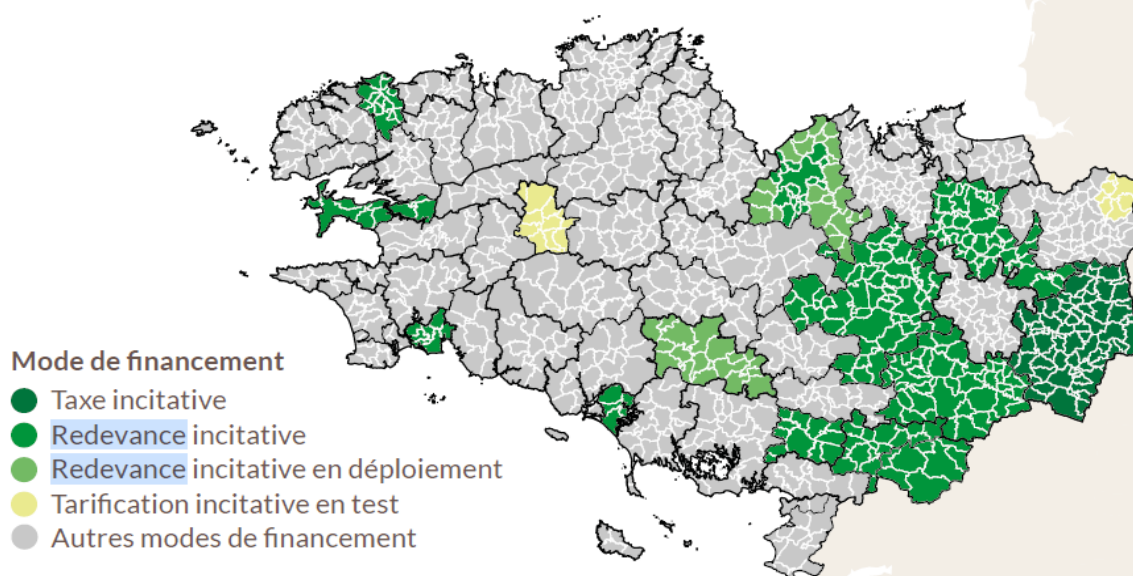 Mode de financement
Taxe incitative
Redevance incitative
Redevance incitative en déploiement
Tarification incitative en test
Autres modes de financement